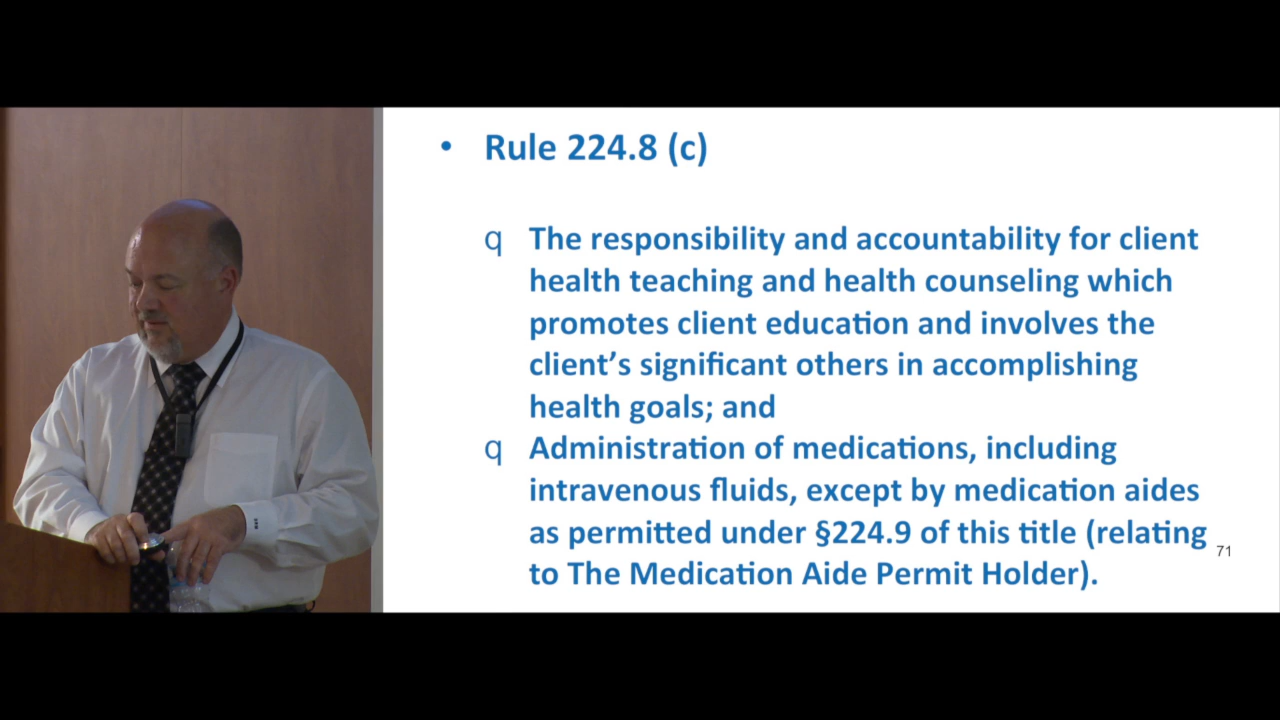 • Rule 224.8 (c)
q The responsibility and accountability for client
health teaching and health counseling which
promotes client education and involves the
client’s significant others in accomplishing
health goals; and
q Administration of medications, including
intravenous fluids, except by medication aides
as permitted under §224.9 of this title (relating
to The Medication Aide Permit Holder).
71